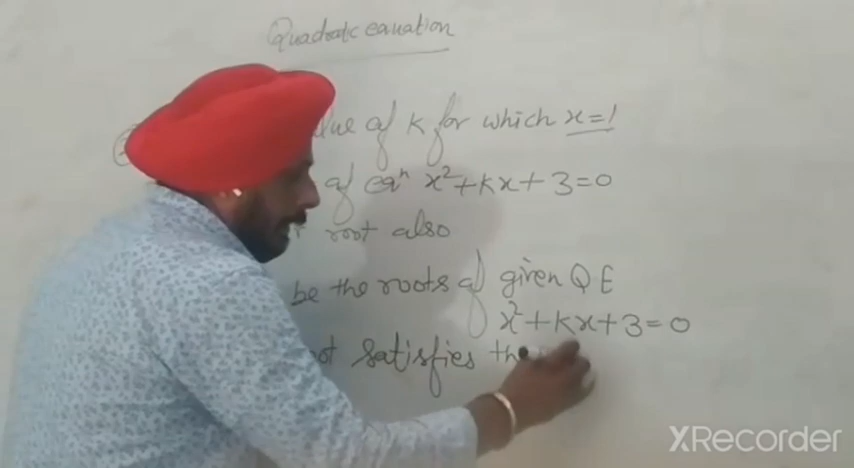 Quadratic equation
of k for which x=1
of eqⁿ x²+kx+3=0
root also
be the roots of given QE
x²+kx+3=0
satisfies th
XRecorder